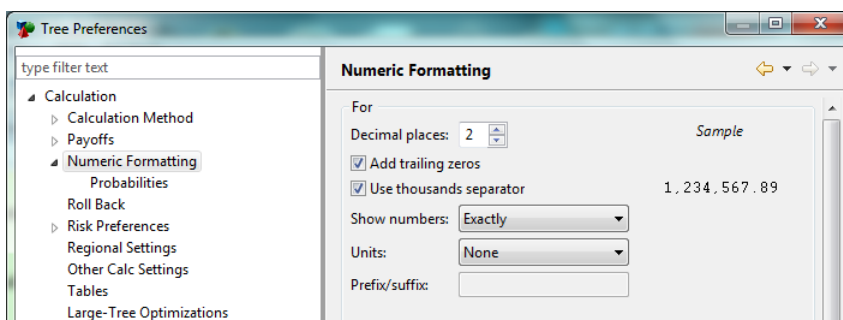 Tree Preferences
type filter text
Calculation
Calculation Method
Payoffs
Numeric Formatting
Probabilities
Roll Back
Risk Preferences
Regional Settings
Other Calc Settings
Tables
Large-Tree Optimizations
Numeric Formatting
For
Decimal places: 2
Sample
Add trailing zeros
Use thousands separator
1,234,567.89
Show numbers: Exactly
Units: None
Prefix/suffix: